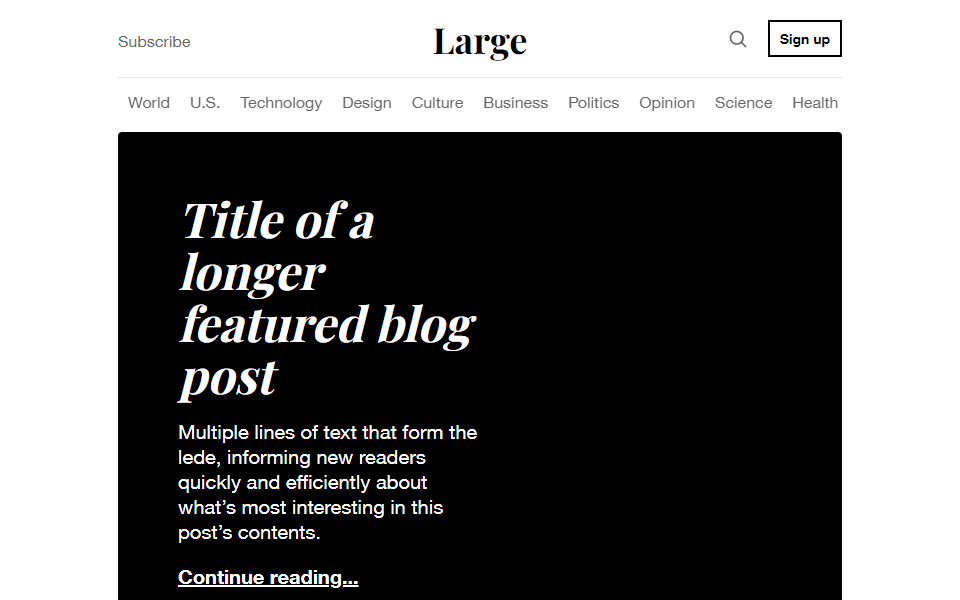 Subscribe
Large
Sign up
World U.S. Technology Design Culture Business Politics Opinion Science Health
Title of a
longer
featured blog
post
Multiple lines of text that form the
lede, informing new readers
quickly and efficiently about
what’s most interesting in this
post’s contents.
Continue reading...